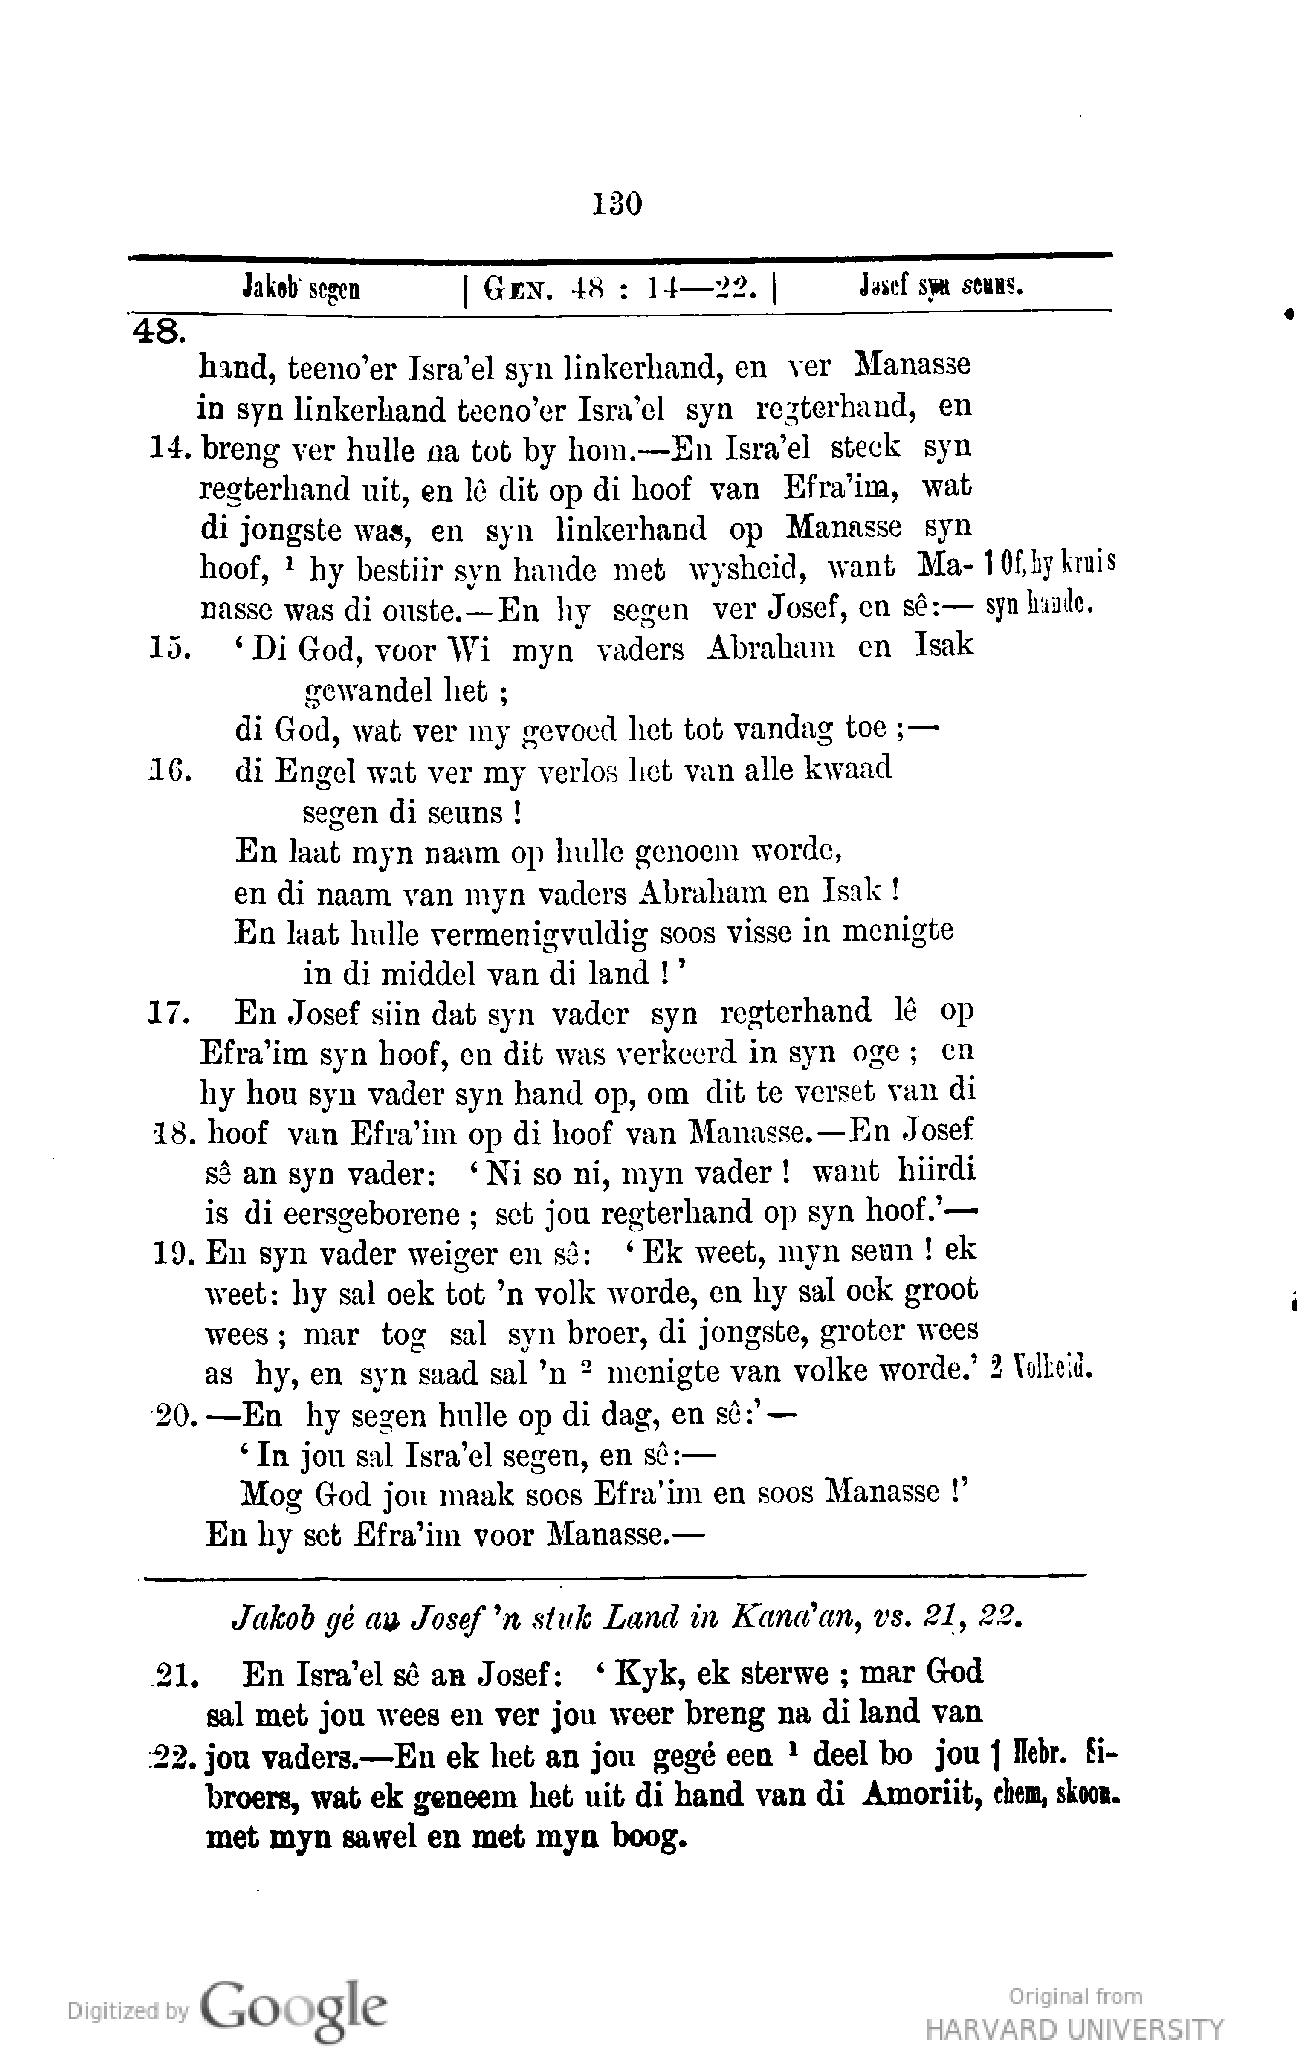 130
Jakob segen | GEN. 48 : 14—22. | Josef syn seuns.
48.
hand, teeno'er Isra'el syn linkerhand, en ver Manasse
in syn linkerhand teeno'er Isra'el syn regterhand, en
14. breng ver hulle na tot by hom.—En Isra'el steek syn
regterhand uit, en lê dit op di hoof van Efra'im, wat
di jongste was, en syn linkerhand op Manasse syn
hoof, ¹ hy bestiir syn hande met wysheid, want Ma- 1 Of, hy kruis
nasse was di ouste.—En hy segen ver Josef, en sê:— syn hande.
15. ‘ Di God, voor Wi myn vaders Abraham en Isak
gewandel het ;
di God, wat ver my gevoed het tot vandag toe ;—
16. di Engel wat ver my verlos het van alle kwaad
segen di seuns !
En laat myn naam op hulle genoem worde,
en di naam van myn vaders Abraham en Isak !
En laat hulle vermenigvuldig soos visse in menigte
in di middel van di land ! ’
17. En Josef siin dat syn vader syn regterhand lê op
Efra'im syn hoof, en dit was verkeerd in syn oge ; en
hy hou syn vader syn hand op, om dit te verset van di
18. hoof van Efra'im op di hoof van Manasse.—En Josef
sê an syn vader: ‘ Ni so ni, myn vader ! want hiirdi
is di eersgeborene ; set jou regterhand op syn hoof.’—
19. En syn vader weiger en sê: ‘ Ek weet, myn seun ! ek
weet: hy sal oek tot 'n volk worde, en hy sal oek groot
wees ; mar tog sal syn broer, di jongste, groter wees
as hy, en syn saad sal 'n ² menigte van volke worde.’ 2 Volheid.
20. —En hy segen hulle op di dag, en sê:’—
‘ In jou sal Isra'el segen, en sê:—
Mog God jou maak soos Efra'im en soos Manasse !’
En hy set Efra'im voor Manasse.—
Jakob gé an Josef 'n stuk Land in Kana'an, vs. 21, 22.
21. En Isra'el sê an Josef: ‘ Kyk, ek sterwe ; mar God
sal met jou wees en ver jou weer breng na di land van
22. jou vaders.—En ek het an jou gegé een ¹ deel bo jou 1 Hebr. Si-
broers, wat ek geneem het uit di hand van di Amoriit, chem, skoou.
met myn sawel en met myn boog.
Digitized by Google
Original from
HARVARD UNIVERSITY